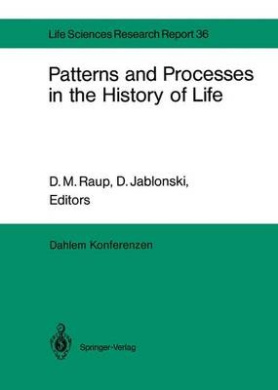 Life Sciences Research Report 36
Patterns and Processes
in the History of Life
D. M. Raup, D. Jablonski,
Editors
Dahlem Konferenzen
Springer-Verlag